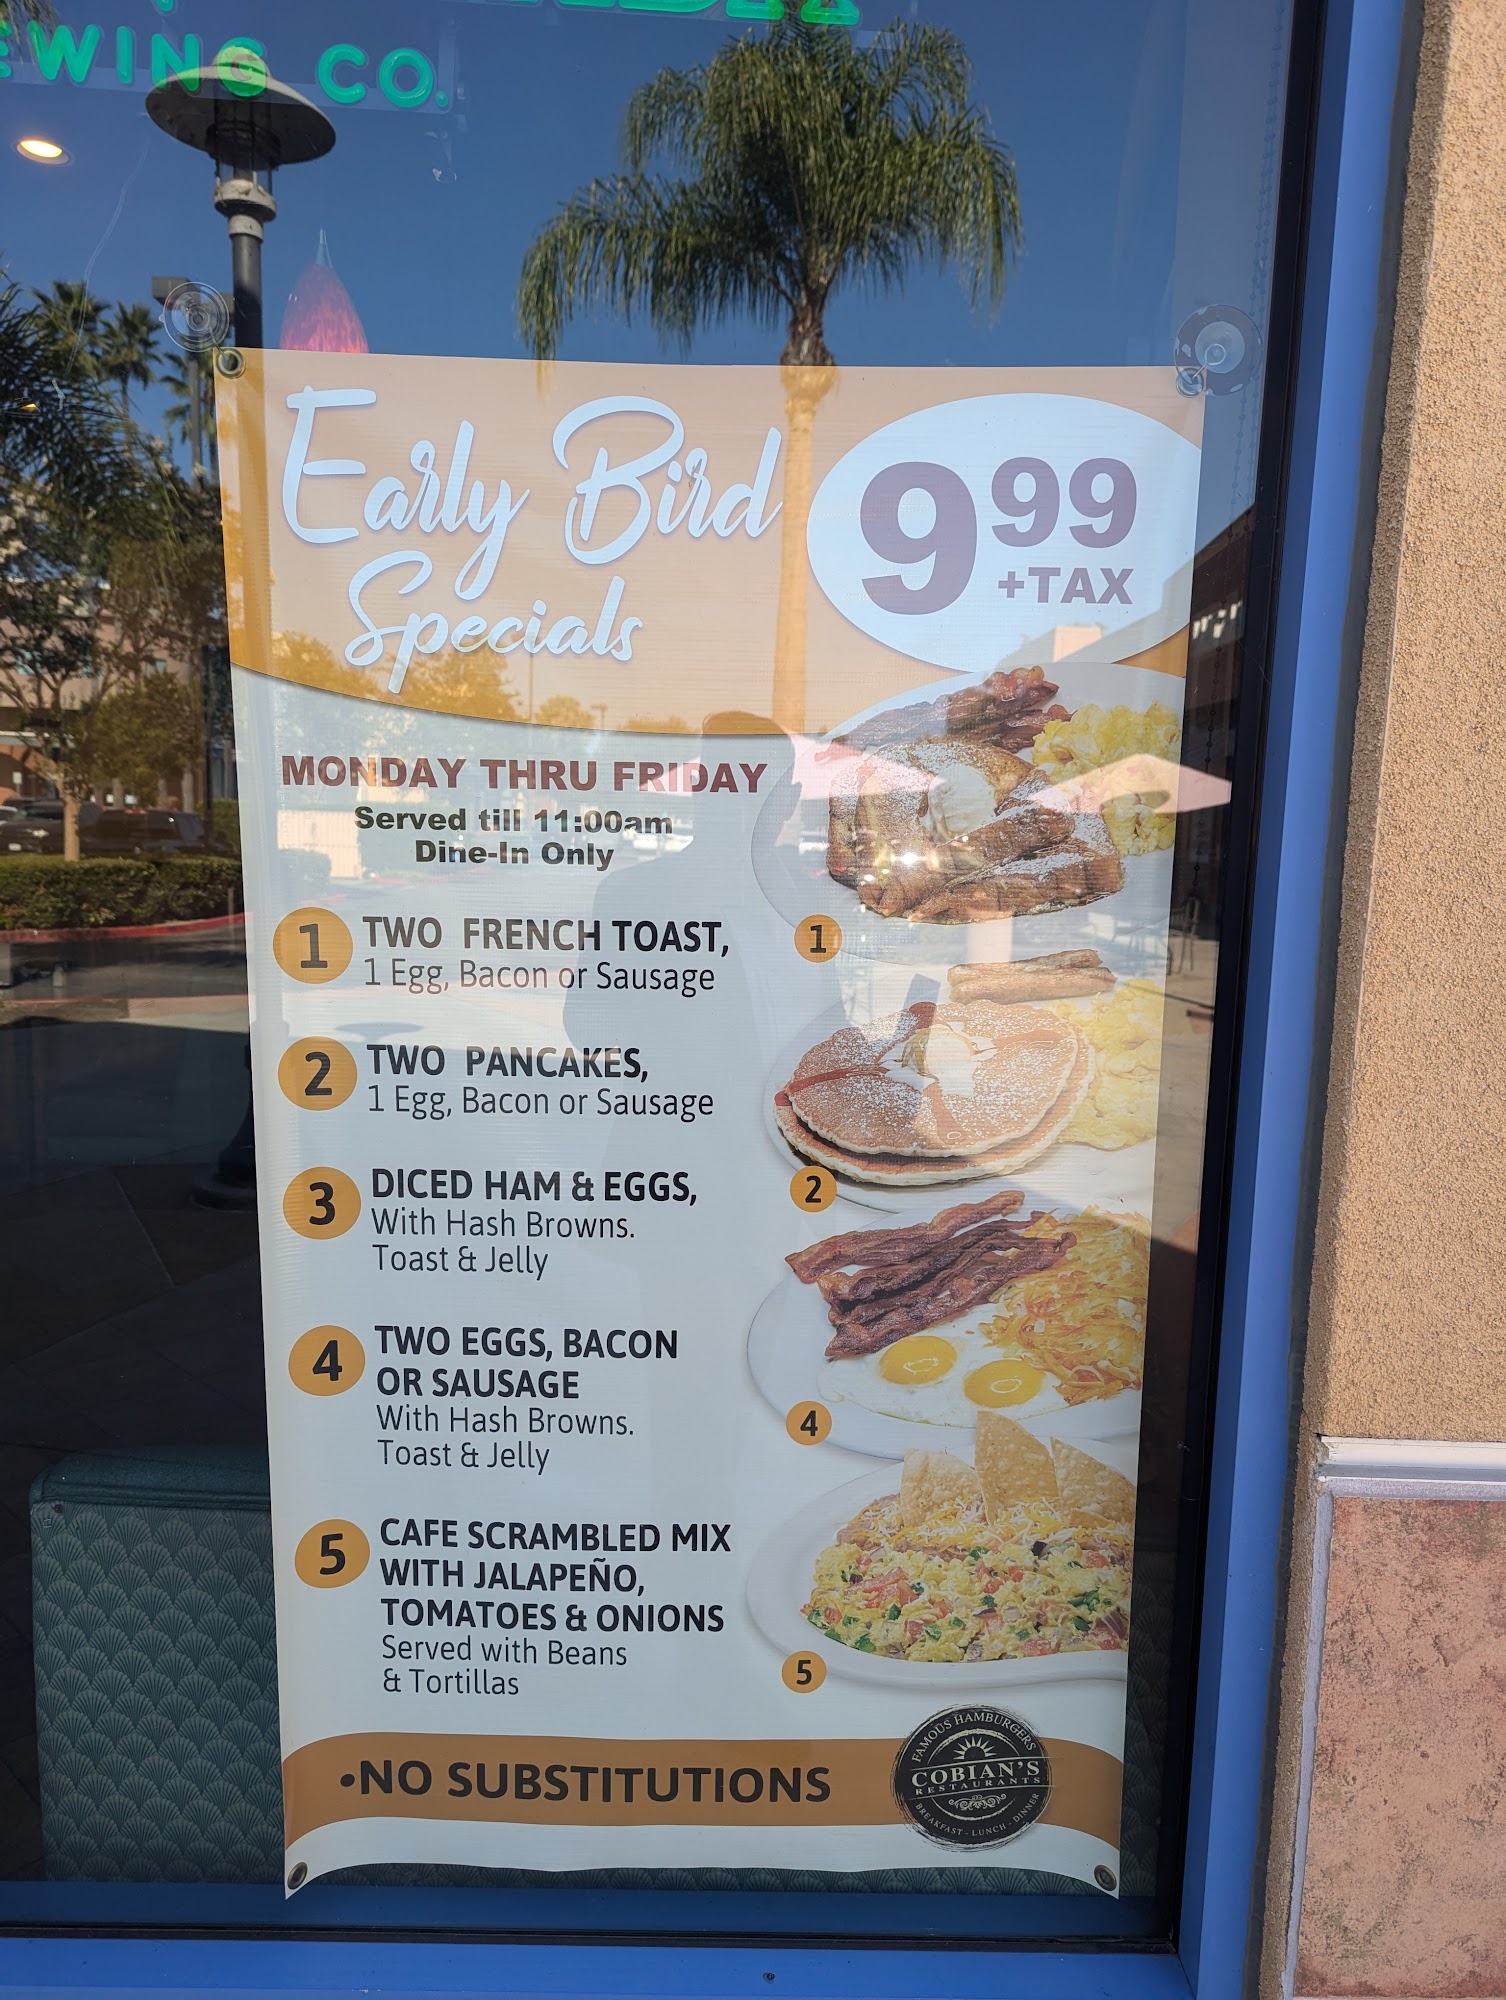 WING CO.
Early Bird
Specials
9 99
+TAX
MONDAY THRU FRIDAY
Served till 11:00am
Dine-In Only
1 TWO FRENCH TOAST,
1 Egg, Bacon or Sausage
1
2 TWO PANCAKES,
1 Egg, Bacon or Sausage
2
3 DICED HAM & EGGS,
With Hash Browns.
Toast & Jelly
4 TWO EGGS, BACON
OR SAUSAGE
With Hash Browns.
Toast & Jelly
4
5 CAFE SCRAMBLED MIX
WITH JALAPEÑO,
TOMATOES & ONIONS
Served with Beans
& Tortillas
5
•NO SUBSTITUTIONS
FAMOUS HAMBURGERS
COBIAN'S
RESTAURANTS
BREAKFAST - LUNCH - DINNER